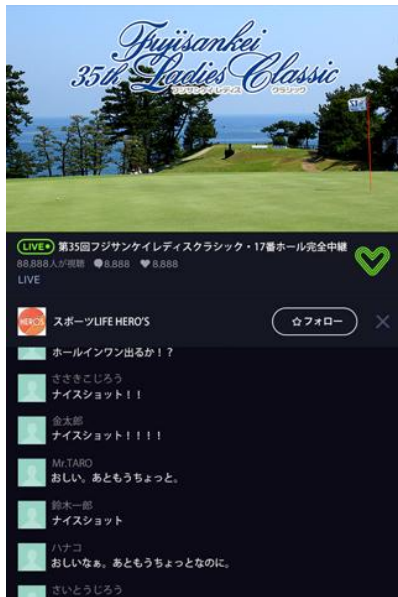 Fujisankei
35th Ladies Classic
フジサンケイレディス クラシック
LIVE
第35回フジサンケイレディスクラシック・17番ホール完全中継
88,888人が視聴 8,888 8,888
LIVE
HERO'S
スポーツLIFE HERO'S
☆フォロー
ホールインワン出るか！？
ささきこじろう
ナイスショット！！
金太郎
ナイスショット！！！！
Mr.TARO
おしい。あともうちょっと。
鈴木一郎
ナイスショット
ハナコ
おしいなぁ。あともうちょっとなのに。
さいとうじろう